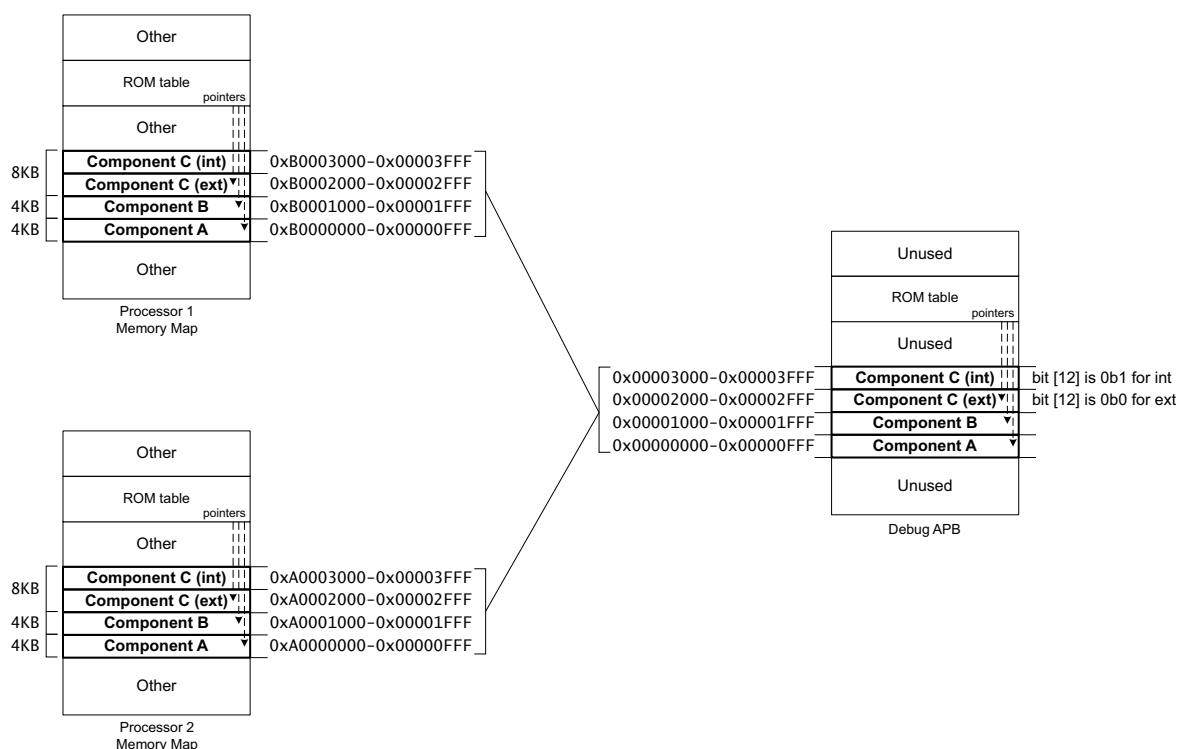 Other
ROM table
pointers
Other
8KB
Component C (int)
0xB0003000-0x00003FFF
Component C (ext)
0xB0002000-0x00002FFF
4KB
Component B
0xB0001000-0x00001FFF
4KB
Component A
0xB0000000-0x00000FFF
Other
Processor 1
Memory Map
Unused
ROM table
pointers
Unused
0x00003000-0x00003FFF
Component C (int)
bit [12] is 0b1 for int
0x00002000-0x00002FFF
Component C (ext)
bit [12] is 0b0 for ext
0x00001000-0x00001FFF
Component B
0x00000000-0x00000FFF
Component A
Unused
Debug APB
Other
ROM table
pointers
Other
8KB
Component C (int)
0xA0003000-0x00003FFF
Component C (ext)
0xA0002000-0x00002FFF
4KB
Component B
0xA0001000-0x00001FFF
4KB
Component A
0xA0000000-0x00000FFF
Other
Processor 2
Memory Map